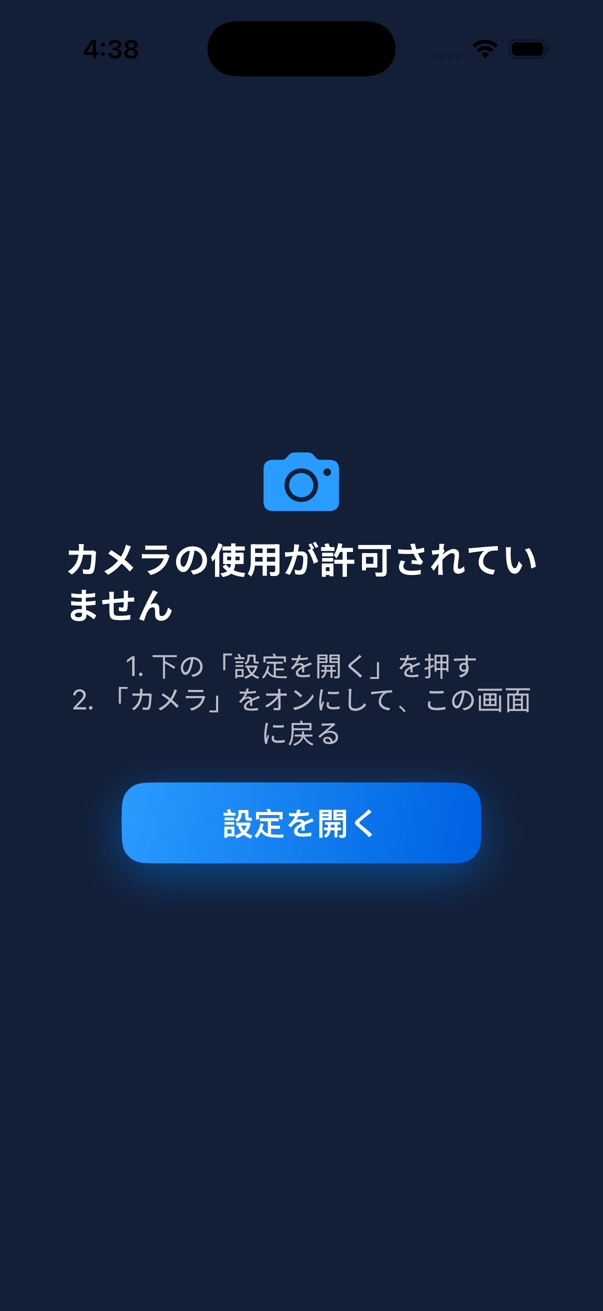 4:38
カメラの使用が許可されてい
ません
1. 下の「設定を開く」を押す
2. 「カメラ」をオンにして、この画面
に戻る
設定を開く